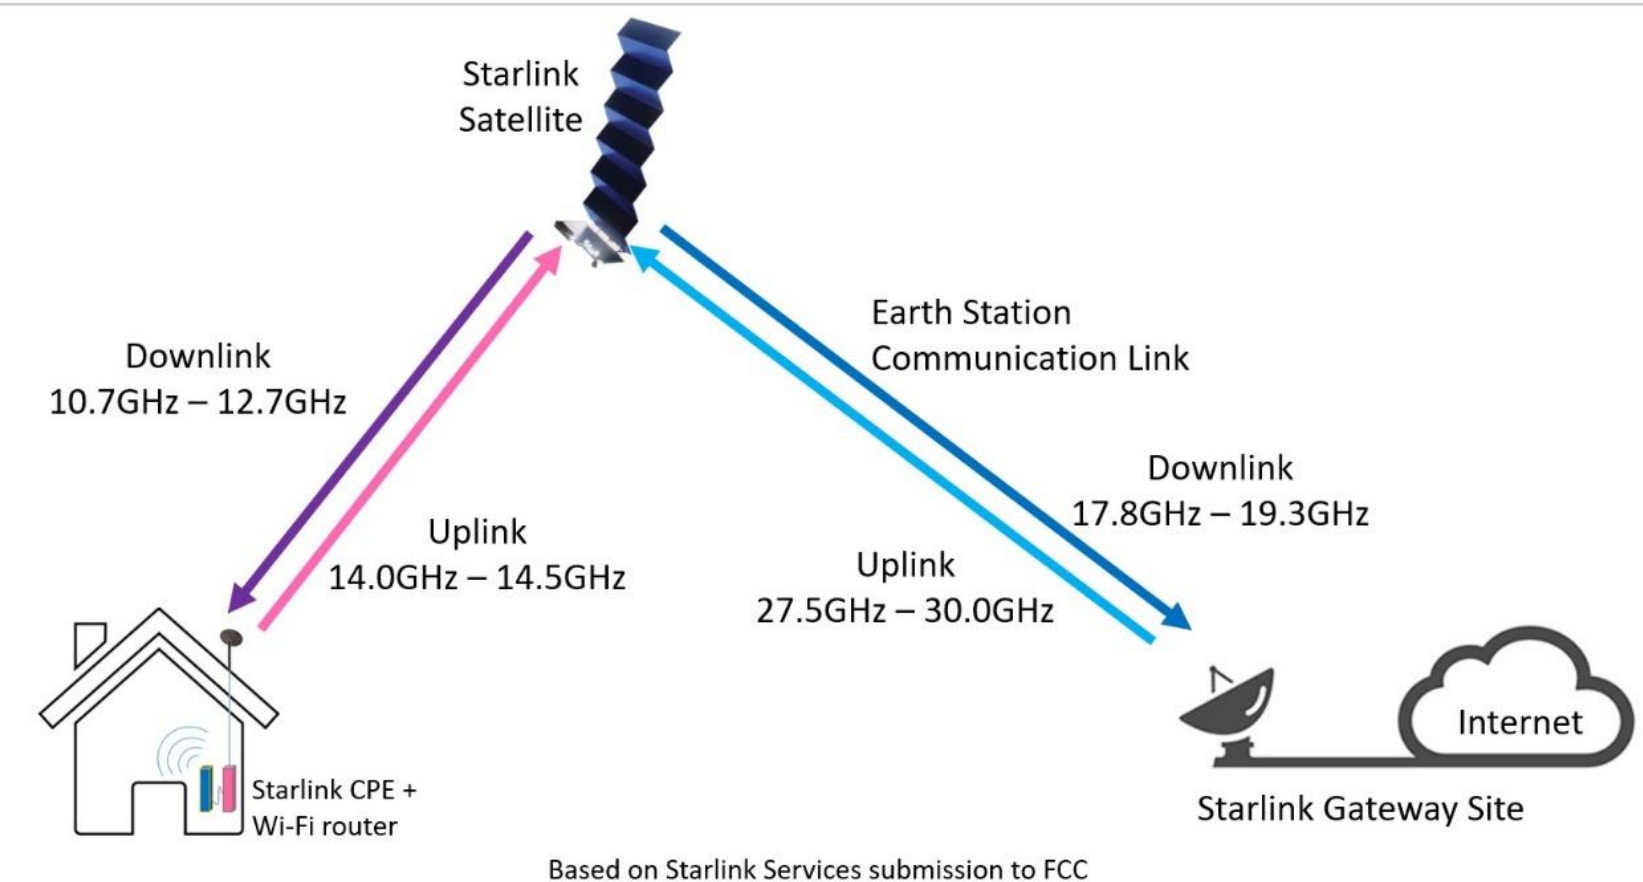 Starlink
Satellite
Earth Station
Communication Link
Downlink
10.7GHz – 12.7GHz
Downlink
17.8GHz – 19.3GHz
Uplink
14.0GHz – 14.5GHz
Uplink
27.5GHz – 30.0GHz
Internet
Starlink CPE +
Wi-Fi router
Starlink Gateway Site
Based on Starlink Services submission to FCC